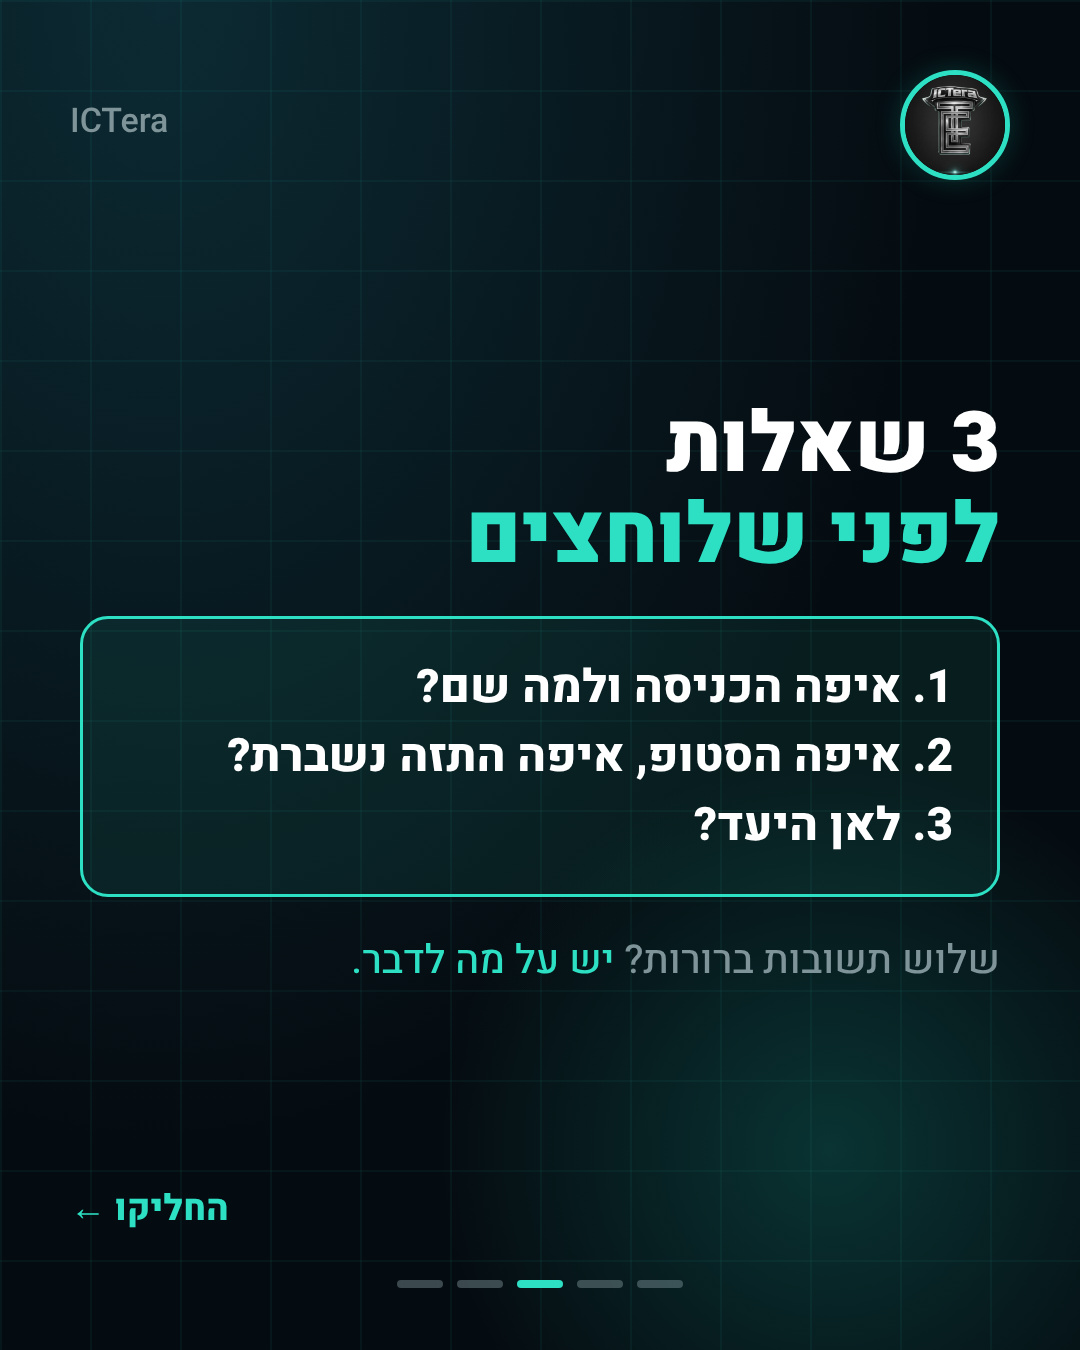 ICTera
ICTera
3 שאלות
לפני שלוחצים
1. איפה הכניסה ולמה שם?
2. איפה הסטופ, איפה התזה נשברת?
3. לאן היעד?
שלוש תשובות ברורות? יש על מה לדבר.
החליקו ←